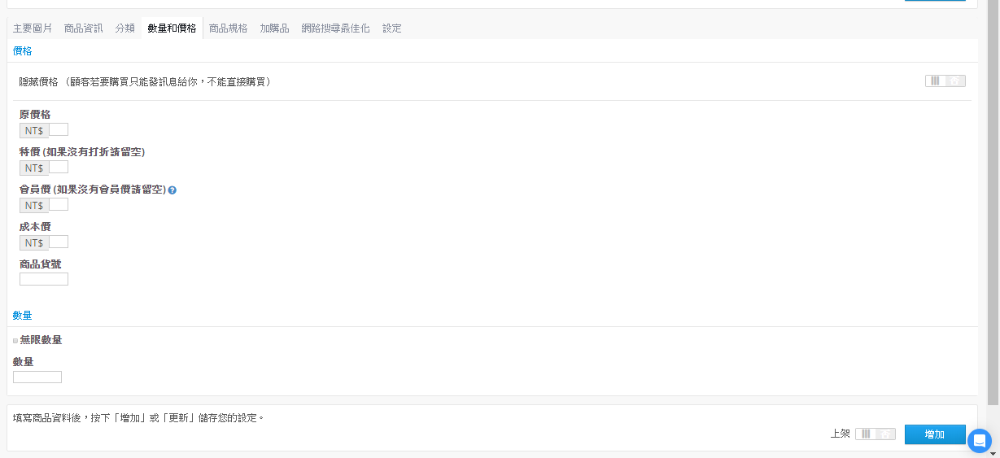 主要圖片 商品資訊 分類 數量和價格 商品規格 加購品 網路搜尋最佳化 設定
價格
隱藏價格 （顧客若要購買只能發訊息給你，不能直接購買） 否
原價格
NT$
特價 (如果沒有打折請留空)
NT$
會員價 (如果沒有會員價請留空) ?
NT$
成本價
NT$
商品貨號
數量
無限數量
數量
填寫商品資料後，按下「增加」或「更新」儲存您的設定。
上架 否 增加